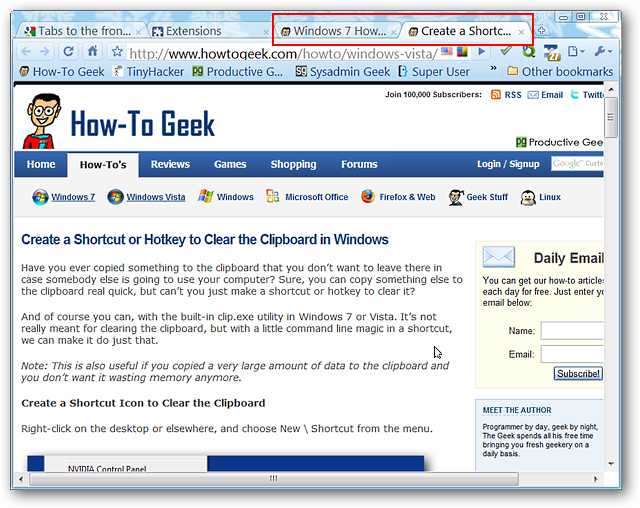 Tabs to the fron...
Extensions
Windows 7 How...
Create a Shortc...
http://www.howtogeek.com/howto/windows-vista/
27
How-To Geek
TinyHacker
Productive G...
Sysadmin Geek
Super User
»
Other bookmarks
Join 100,000 Subscribers:
RSS
Email
Twitt
How-To Geek
pg Productive Gee
Home
How-To's
Reviews
Games
Shopping
Forums
Login / Signup
Google™ Cust
Windows 7
Windows Vista
Windows
Microsoft Office
Firefox & Web
Geek Stuff
Linux
Create a Shortcut or Hotkey to Clear the Clipboard in Windows
Have you ever copied something to the clipboard that you don't want to leave there in
case somebody else is going to use your computer? Sure, you can copy something else to
the clipboard real quick, but can't you just make a shortcut or hotkey to clear it?
And of course you can, with the built-in clip.exe utility in Windows 7 or Vista. It's not
really meant for clearing the clipboard, but with a little command line magic in a shortcut,
we can make it do just that.
Note: This is also useful if you copied a very large amount of data to the clipboard and
you don't want it wasting memory anymore.
Create a Shortcut Icon to Clear the Clipboard
Right-click on the desktop or elsewhere, and choose New \ Shortcut from the menu.
NVIDIA Control Panel
Daily Email
You can get our how-to articles
each day for free. Just enter yo
email below:
Name:
Email:
Subscribe!
MEET THE AUTHOR
Programmer by day, geek by night,
The Geek spends all his free time
bringing you fresh geekery on a
daily basis.